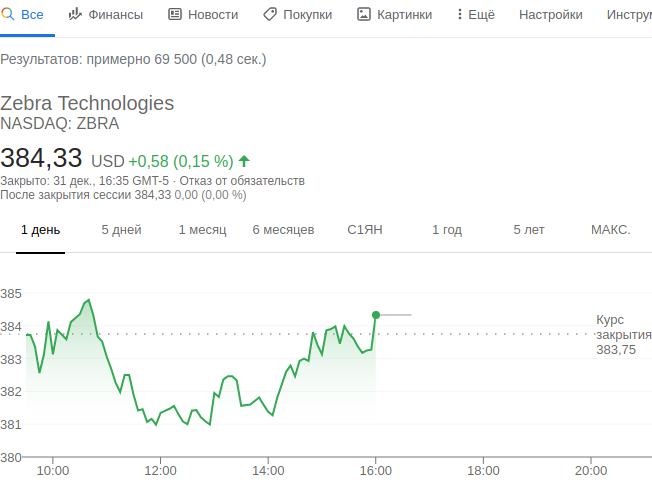 Все Финансы Новости Покупки Картинки Ещё Настройки
Результатов: примерно 69 500 (0,48 сек.)
Zebra Technologies
NASDAQ: ZBRA
384,33 USD +0,58 (0,15 %)
Закрыто: 31 дек., 16:35 GMT-5 · Отказ от обязательств
После закрытия сессии 384,33 0,00 (0,00 %)
1 день 5 дней 1 месяц 6 месяцев С1ЯН 1 год 5 лет МАКС.
385
384
383
382
381
380
Курс
закрытия
383,75
10:00 12:00 14:00 16:00 18:00 20:00